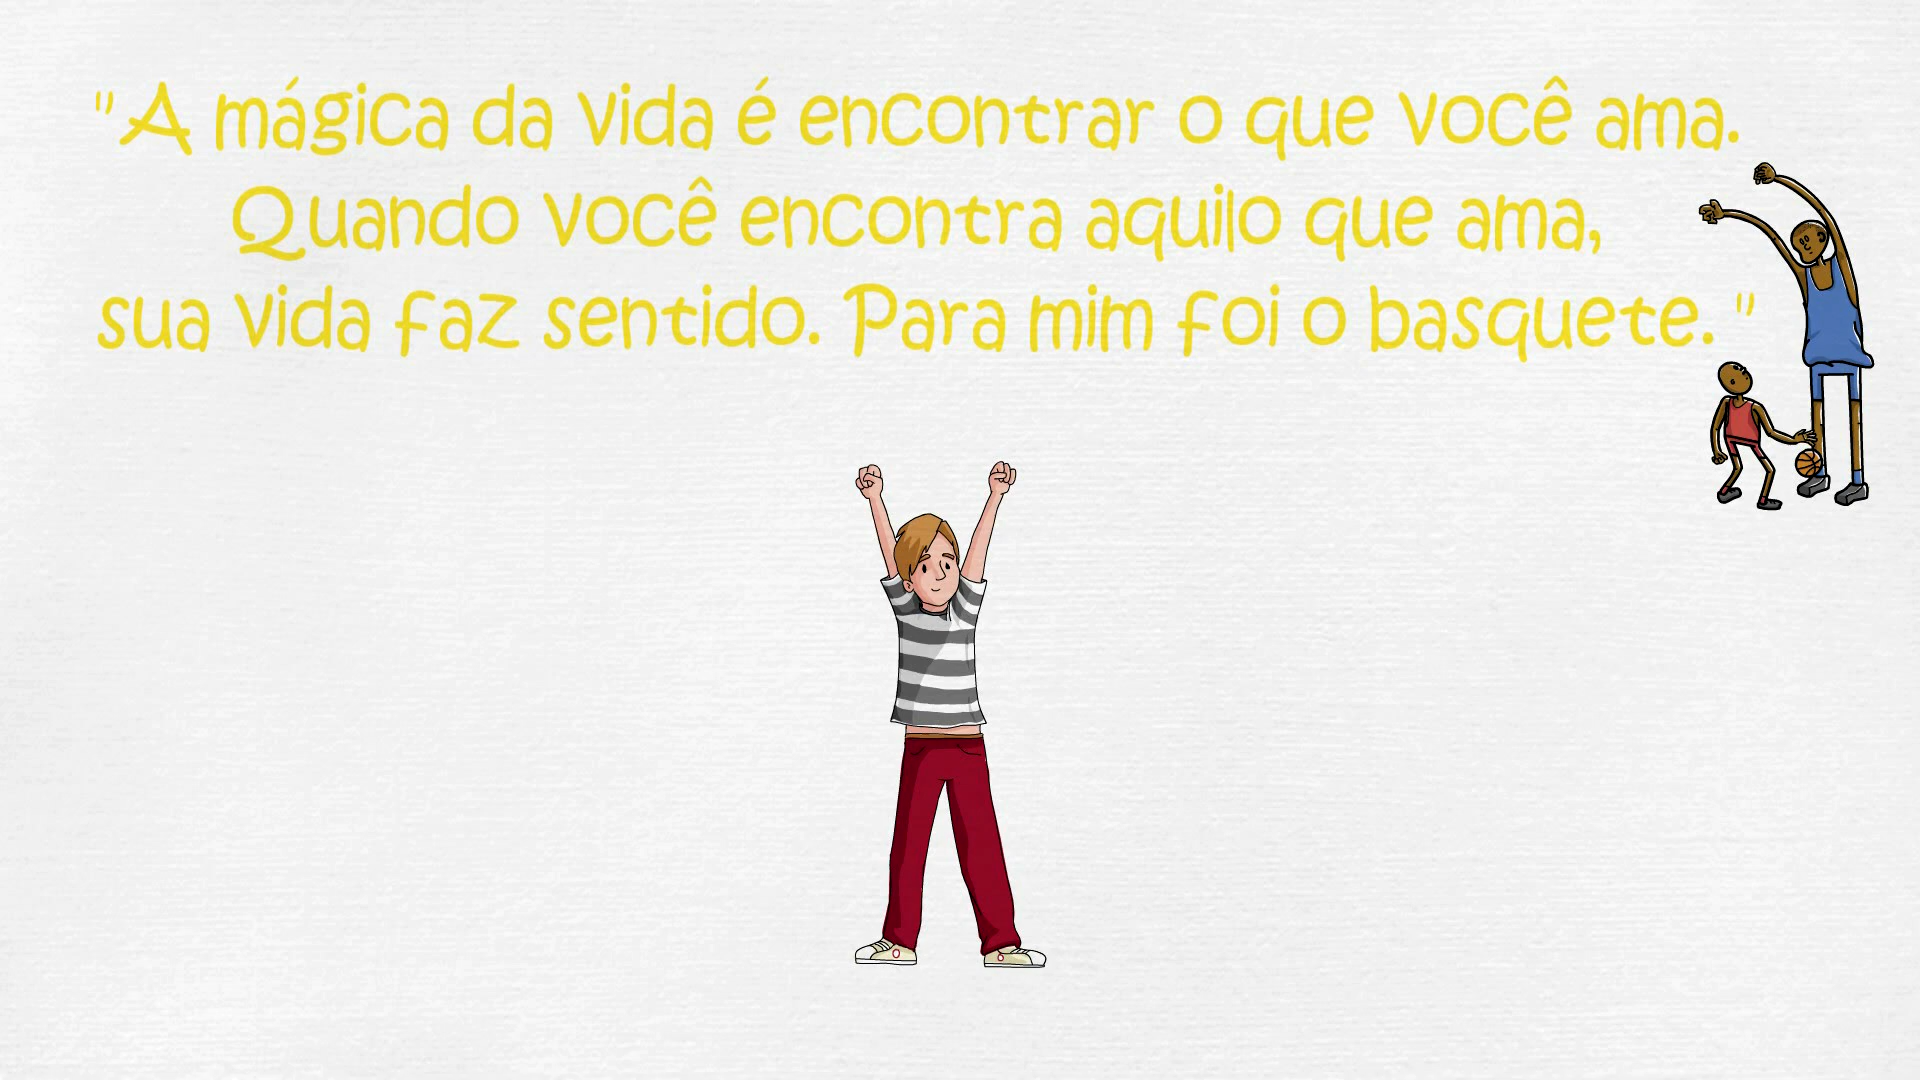 "A mágica da vida é encontrar o que você ama.
Quando você encontra aquilo que ama,
sua vida faz sentido. Para mim foi o basquete."